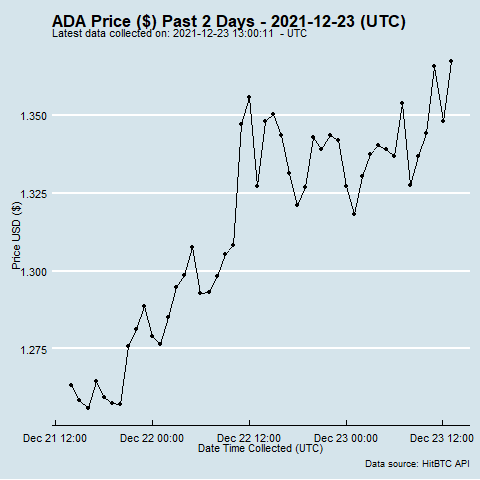 ADA Price ($) Past 2 Days - 2021-12-23 (UTC)
Latest data collected on: 2021-12-23 13:00:11  - UTC
1.350
1.325
1.300
1.275
Price USD ($)
Dec 21 12:00
Dec 22 00:00
Dec 22 12:00
Dec 23 00:00
Dec 23 12:00
Date Time Collected (UTC)
Data source: HitBTC API